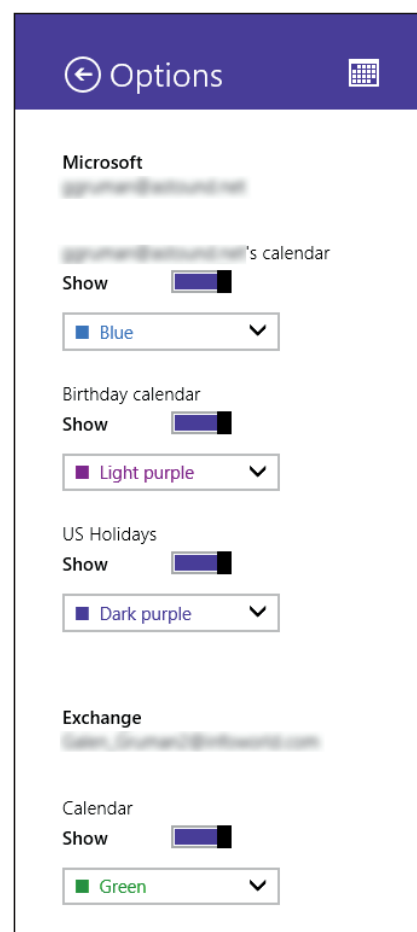 Options
Microsoft
's calendar
Show
Blue
Birthday calendar
Show
Light purple
US Holidays
Show
Dark purple
Exchange
Calendar
Show
Green